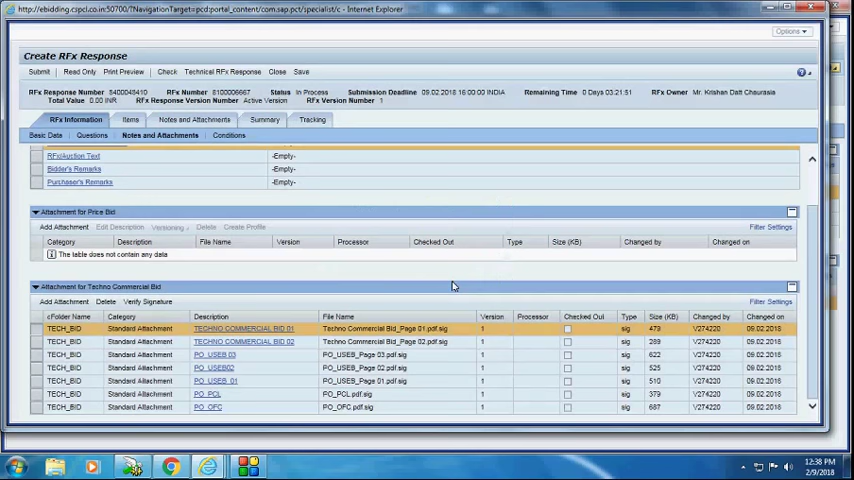 http://ebidding.cspcl.co.in:50700/?NavigationTarget=pcd:portal_content/com.sap.pct/specialist/c - Internet Explorer
Options
Create RFx Response
Submit Read Only Print Preview Check Technical RFx Response Close Save
RFx Response Number 8400048410 RFx Number 8100006667 Status In Process Submission Deadline 09.02.2018 16:00:00 INDIA Remaining Time 0 Days 03:21:51 RFx Owner Mr. Krishan Datt Chaurasia
Total Value 0.00 INR RFx Response Version Number Active Version RFx Version Number 1
RFx Information Items Notes and Attachments Summary Tracking
Basic Data Questions Notes and Attachments Conditions
RFx/Auction Text -Empty-
Bidder's Remarks -Empty-
Purchaser's Remarks -Empty-
Attachment for Price Bid
Add Attachment Edit Description Versioning Delete Create Profile Filter Settings
Category Description File Name Version Processor Checked Out Type Size (KB) Changed by Changed on
The table does not contain any data
Attachment for Techno Commercial Bid
Add Attachment Delete Verify Signature Filter Settings
cFolder Name Category Description File Name Version Processor Checked Out Type Size (KB) Changed by Changed on
TECH_BID Standard Attachment TECHNO COMMERCIAL BID 01 Techno Commercial Bid_Page 01.pdf.sig 1 sig 479 V274220 09.02.2018
TECH_BID Standard Attachment TECHNO COMMERCIAL BID 02 Techno Commercial Bid_Page 02.pdf.sig 1 sig 289 V274220 09.02.2018
TECH_BID Standard Attachment PO_USEB 03 PO_USEB_Page 03.pdf.sig 1 sig 622 V274220 09.02.2018
TECH_BID Standard Attachment PO_USEB02 PO_USEB_Page 02.pdf.sig 1 sig 525 V274220 09.02.2018
TECH_BID Standard Attachment PO_USEB_01 PO_USEB_Page 01.pdf.sig 1 sig 510 V274220 09.02.2018
TECH_BID Standard Attachment PO_PCL PO_PCL.pdf.sig 1 sig 379 V274220 09.02.2018
TECH_BID Standard Attachment PO_OFC PO_OFC.pdf.sig 1 sig 687 V274220 09.02.2018
12:38 PM
2/9/2018